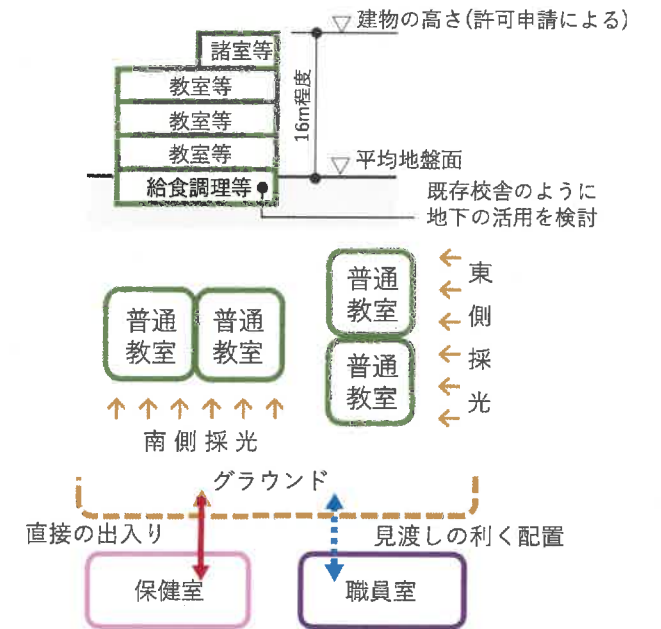 建物の高さ(許可申請による)
諸室等
教室等
教室等
教室等
16m程度
平均地盤面
給食調理等
既存校舎のように
地下の活用を検討
普通
教室
普通
教室
南側採光
普通
教室
普通
教室
東側採光
グラウンド
直接の出入り
見渡しの利く配置
保健室
職員室